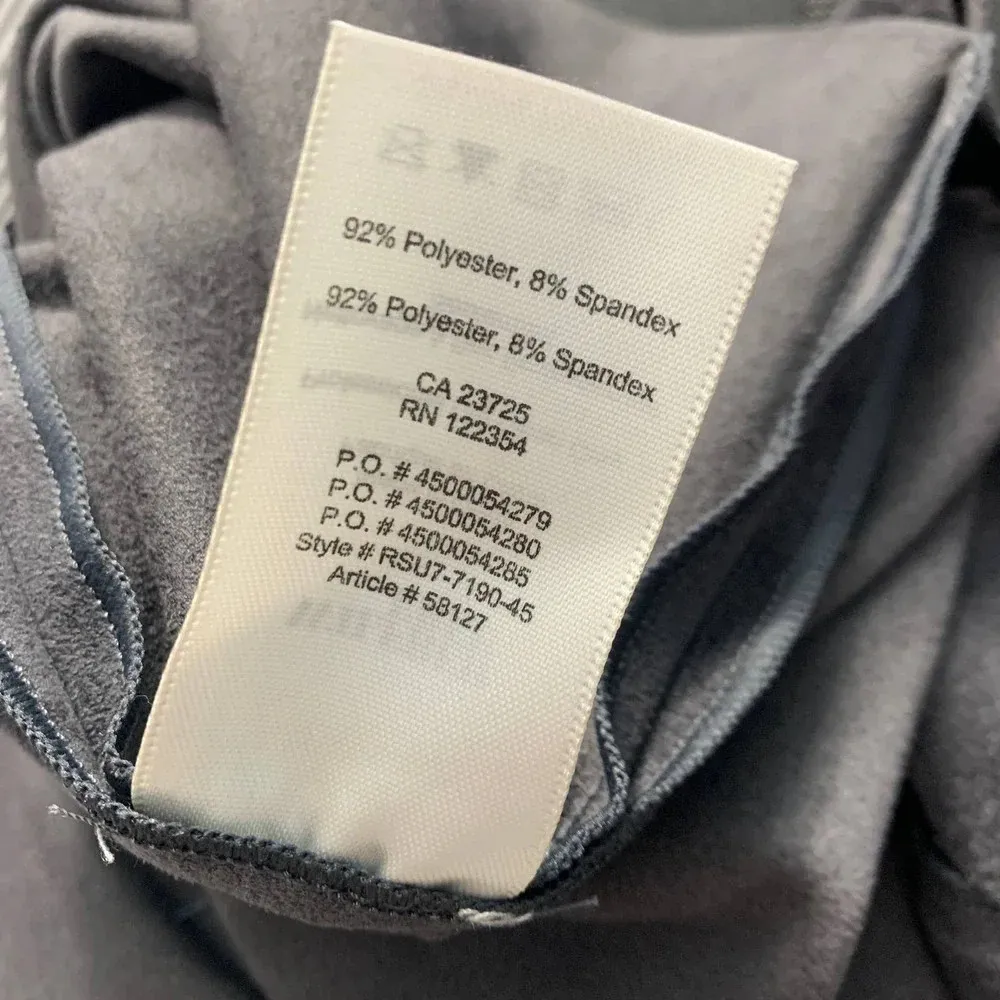 92% Polyester, 8% Spandex
92% Polyester, 8% Spandex
CA 23725
RN 122354
P.O. # 4500054279
P.O. # 4500054280
P.O. # 4500054285
Style # RSU7-7190-45
Article # 58127